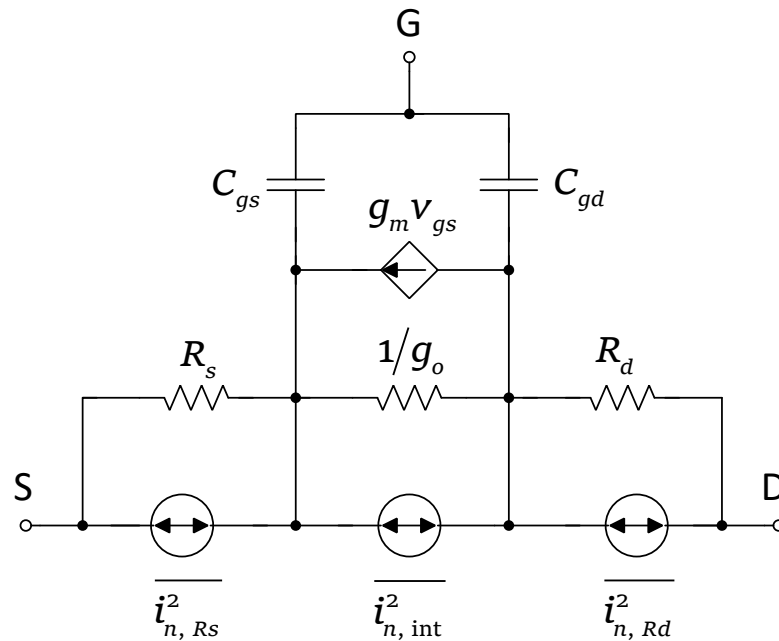 G
C_gs
C_gd
g_m v_gs
R_s
1/g_o
R_d
S
D
i²_n, Rs
i²_n, int
i²_n, Rd